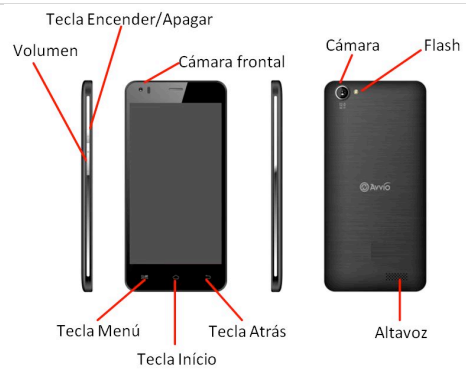 Tecla Encender/Apagar
Volumen
Cámara frontal
Cámara
Flash
Avvio
Tecla Menú
Tecla Atrás
Tecla Início
Altavoz